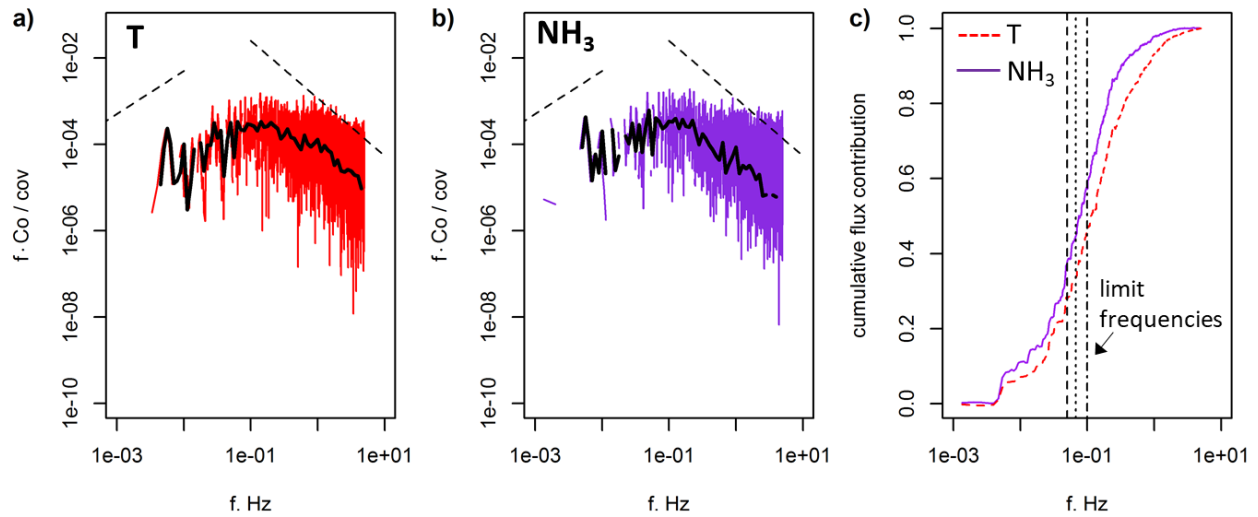 a)
T
f· Co / cov
1e-02
1e-04
1e-06
1e-08
1e-10
1e-03
1e-01
1e+01
f. Hz
b)
NH₃
f· Co / cov
1e-02
1e-04
1e-06
1e-08
1e-10
1e-03
1e-01
1e+01
f. Hz
c)
T
NH₃
cumulative flux contribution
1.0
0.8
0.6
0.4
0.2
0.0
limit
frequencies
1e-03
1e-01
1e+01
f. Hz